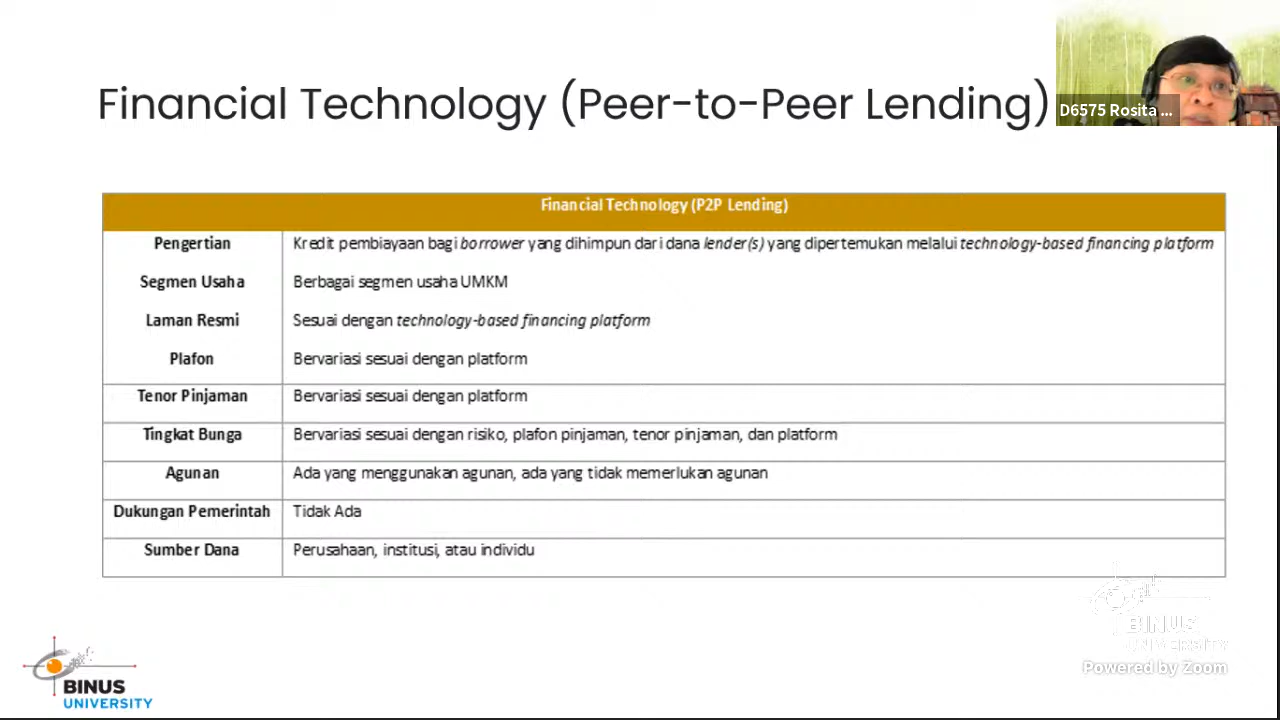 Financial Technology (Peer-to-Peer Lending)
D6575 Rosita ...
Financial Technology (P2P Lending)
Pengertian Kredit pembiayaan bagi borrower yang dihimpun dari dana lender(s) yang dipertemukan melalui technology-based financing platform
Segmen Usaha Berbagai segmen usaha UMKM
Laman Resmi Sesuai dengan technology-based financing platform
Plafon Bervariasi sesuai dengan platform
Tenor Pinjaman Bervariasi sesuai dengan platform
Tingkat Bunga Bervariasi sesuai dengan risiko, plafon pinjaman, tenor pinjaman, dan platform
Agunan Ada yang menggunakan agunan, ada yang tidak memerlukan agunan
Dukungan Pemerintah Tidak Ada
Sumber Dana Perusahaan, institusi, atau individu
BINUS
UNIVERSITY
Powered by Zoom
BINUS
UNIVERSITY